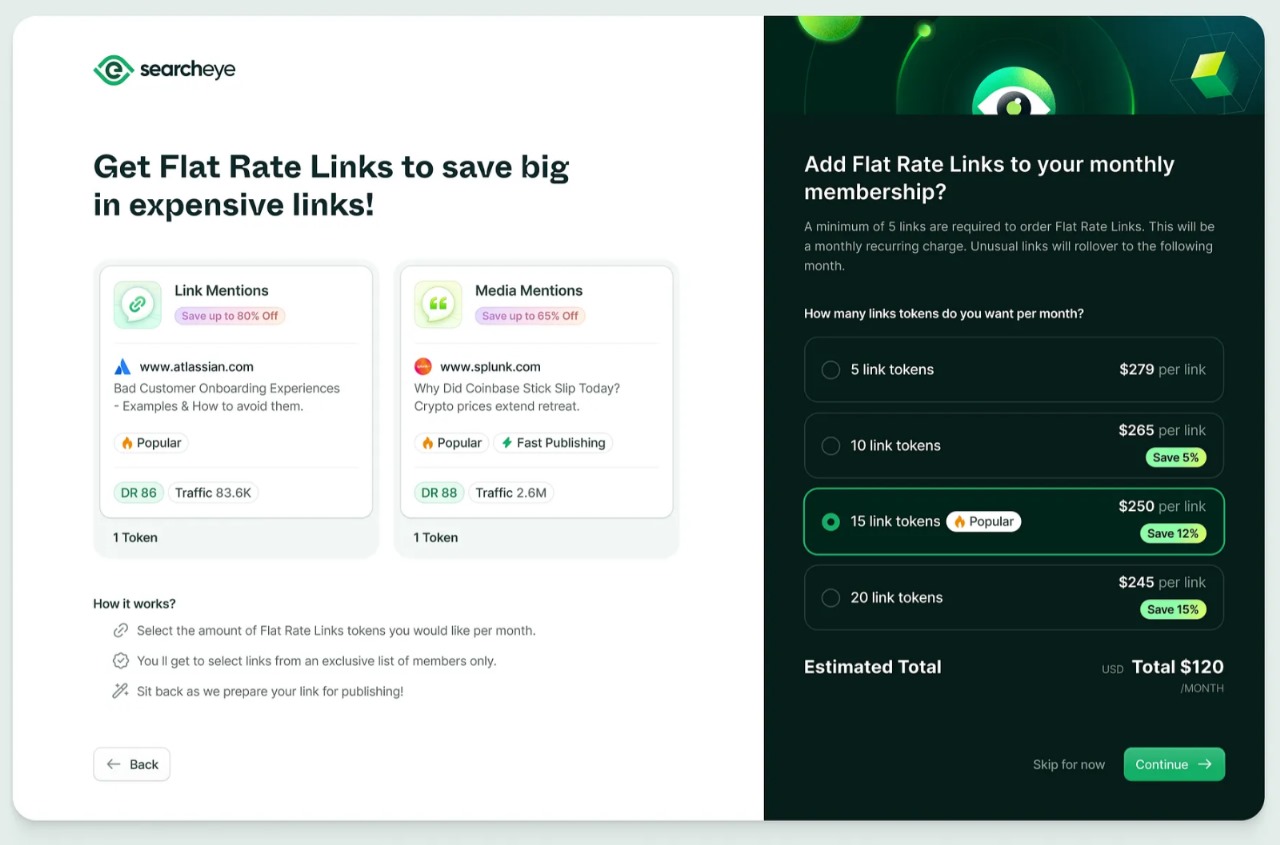 searcheye
Get Flat Rate Links to save big
in expensive links!
Link Mentions
Save up to 80% Off
www.atlassian.com
Bad Customer Onboarding Experiences
- Examples & How to avoid them.
Popular
DR 86 Traffic 83.6K
1 Token
Media Mentions
Save up to 65% Off
www.splunk.com
Why Did Coinbase Stick Slip Today?
Crypto prices extend retreat.
Popular Fast Publishing
DR 88 Traffic 2.6M
1 Token
How it works?
Select the amount of Flat Rate Links tokens you would like per month.
You ll get to select links from an exclusive list of members only.
Sit back as we prepare your link for publishing!
Back
Add Flat Rate Links to your monthly
membership?
A minimum of 5 links are required to order Flat Rate Links. This will be
a monthly recurring charge. Unusual links will rollover to the following
month.
How many links tokens do you want per month?
5 link tokens $279 per link
10 link tokens $265 per link
Save 5%
15 link tokens Popular $250 per link
Save 12%
20 link tokens $245 per link
Save 15%
Estimated Total USD Total $120
/MONTH
Skip for now Continue